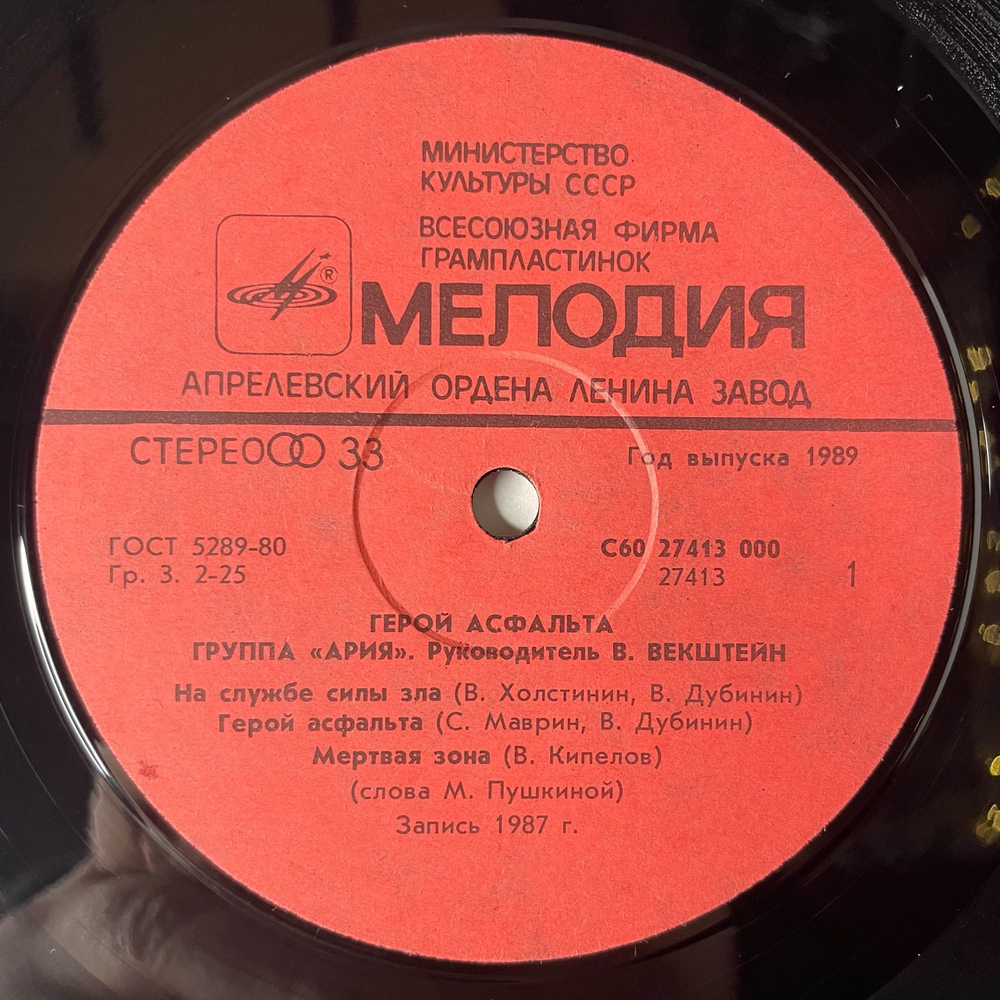 МИНИСТЕРСТВО
КУЛЬТУРЫ СССР
ВСЕСОЮЗНАЯ ФИРМА
ГРАМПЛАСТИНОК
®
МЕЛОДИЯ
АПРЕЛЕВСКИЙ ОРДЕНА ЛЕНИНА ЗАВОД
СТЕРЕО 33 Год выпуска 1989
ГОСТ 5289-80 С60 27413 000
Гр. 3. 2-25 27413 1
ГЕРОЙ АСФАЛЬТА
ГРУППА «АРИЯ». Руководитель В. ВЕКШТЕЙН
На службе силы зла (В. Холстинин, В. Дубинин)
Герой асфальта (С. Маврин, В. Дубинин)
Мертвая зона (В. Кипелов)
(слова М. Пушкиной)
Запись 1987 г.